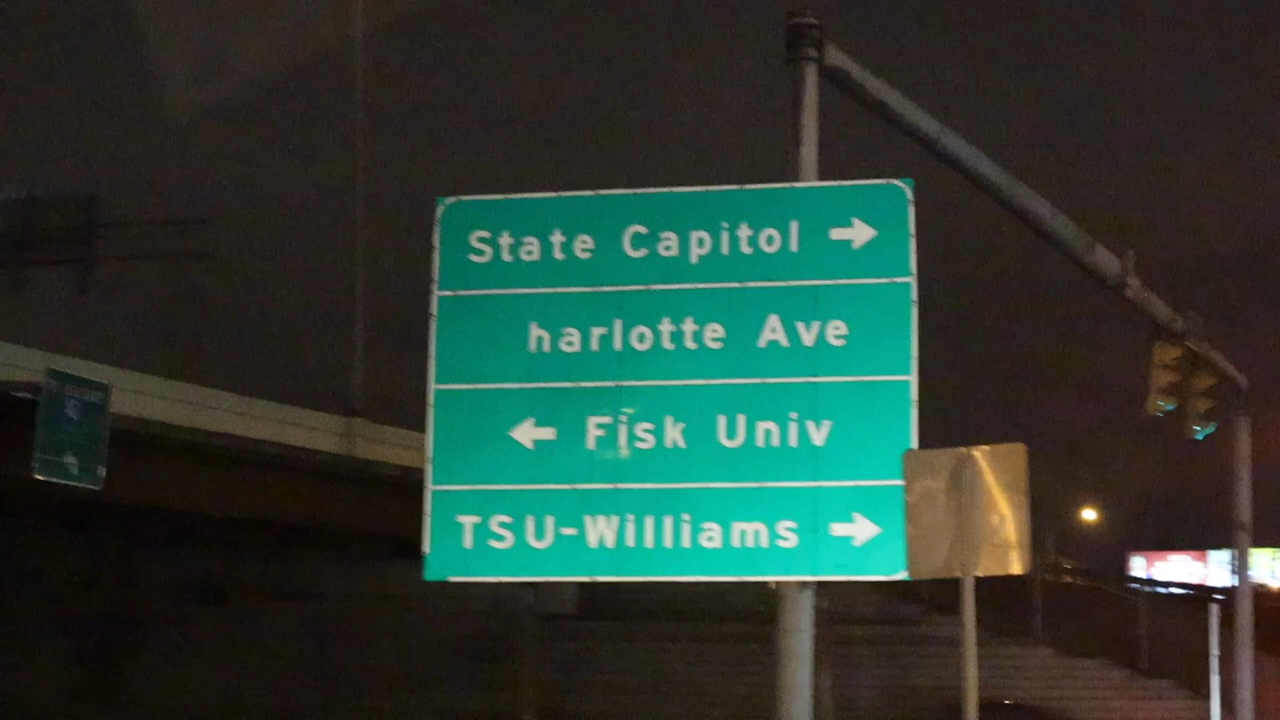 State Capitol →
harlotte Ave
← Fisk Univ
TSU-Williams →